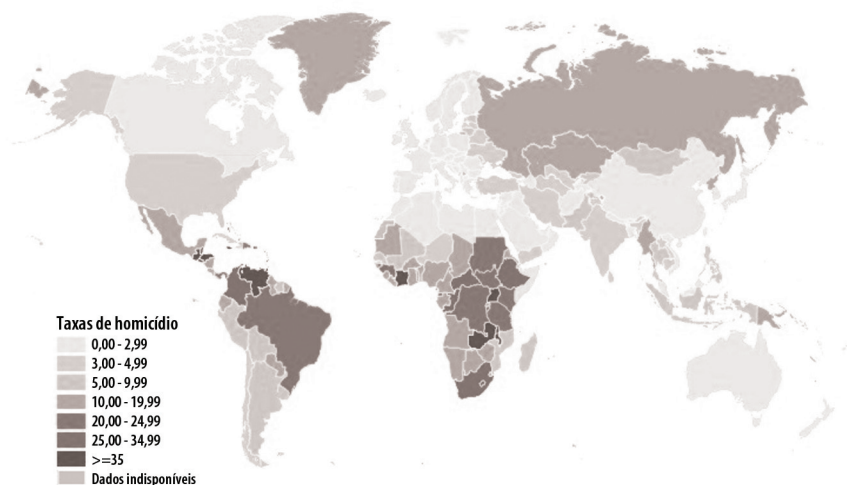 Taxas de homicídio
0,00 - 2,99
3,00 - 4,99
5,00 - 9,99
10,00 - 19,99
20,00 - 24,99
25,00 - 34,99
>=35
Dados indisponíveis